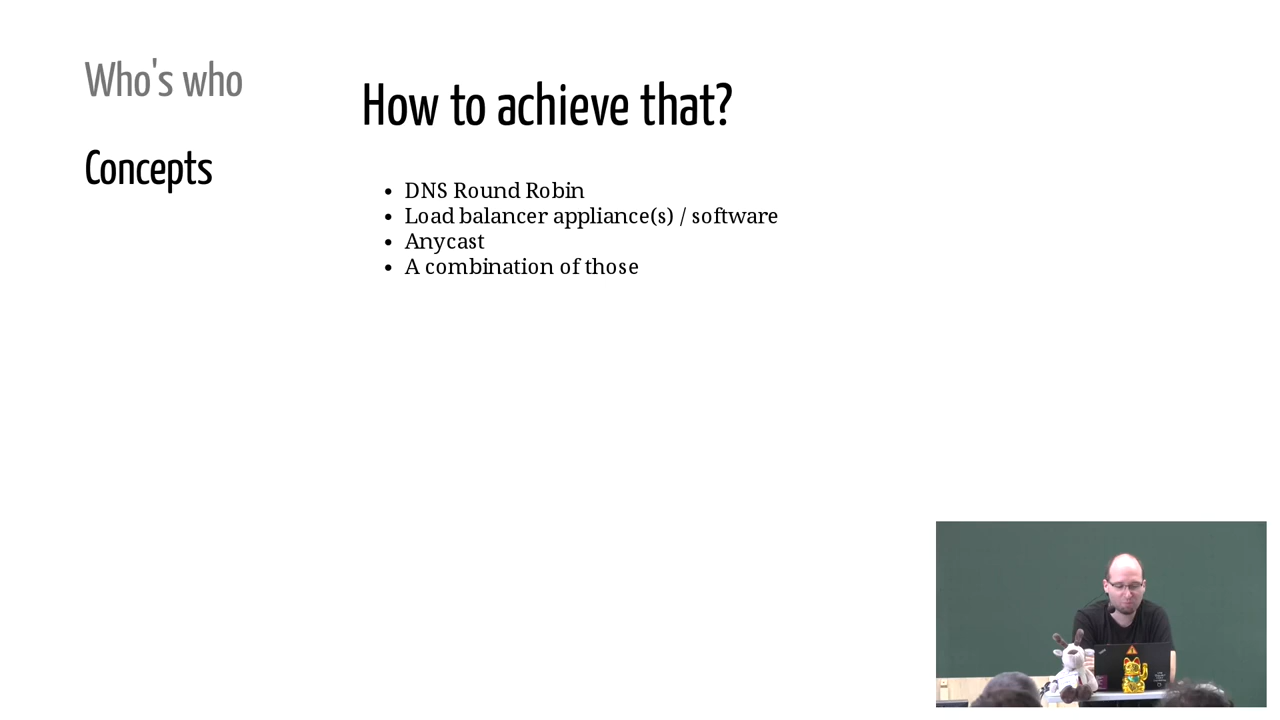 Who's who
Concepts
How to achieve that?
DNS Round Robin
Load balancer appliance(s) / software
Anycast
A combination of those